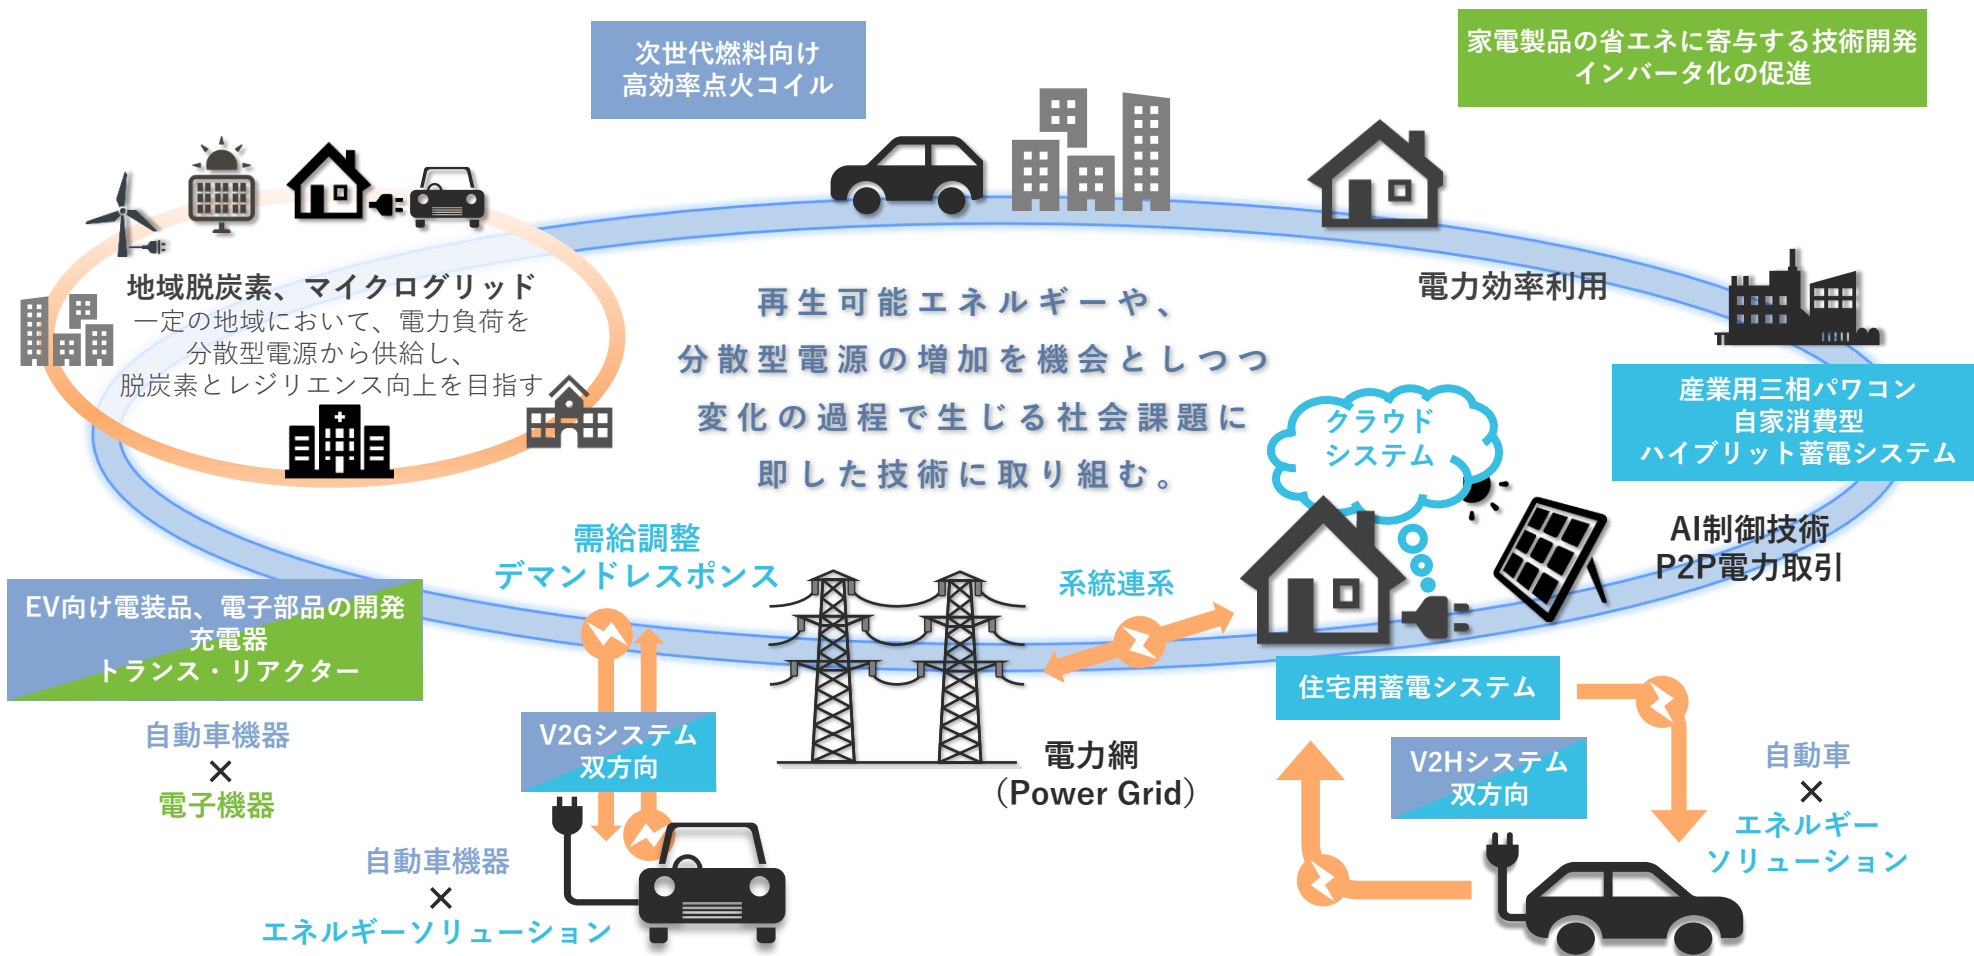 次世代燃料向け
高効率点火コイル
家電製品の省エネに寄与する技術開発
インバータ化の促進
地域脱炭素、マイクログリッド
一定の地域において、電力負荷を
分散型電源から供給し、
脱炭素とレジリエンス向上を目指す
再生可能エネルギーや、
分散型電源の増加を機会としつつ
変化の過程で生じる社会課題に
即した技術に取り組む。
電力効率利用
産業用三相パワコン
自家消費型
ハイブリット蓄電システム
クラウド
システム
AI制御技術
P2P電力取引
需給調整
デマンドレスポンス
系統連系
EV向け電装品、電子部品の開発
充電器
トランス・リアクター
自動車機器
×
電子機器
V2Gシステム
双方向
電力網
（Power Grid）
住宅用蓄電システム
V2Hシステム
双方向
自動車
×
エネルギー
ソリューション
自動車機器
×
エネルギーソリューション